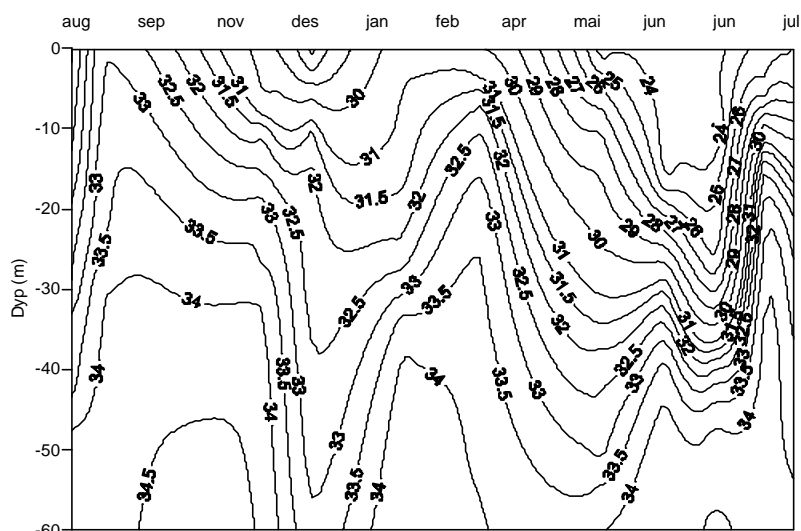 aug sep nov des jan feb apr mai jun jun jul
0
-10
-20
-30
-40
-50
-60
Dyp (m)
33 32.5 32 31.5 31 30 31 31.5 30 29 28 27 26 25 24
33 31 32.5 32 24 26 27 30
33 32 31.5 32 33 26 28 31 32
33.5 33.5 33 32.5 30 29 28 27 26 29
34 32.5 33 33.5 32.5 31 31.5 32 31 32 30 31.5 32.5
34 33.5 33 34 33.5 33 32.5 33 33 33.5
34 33 34
34.5 33.5 34 33.5 34